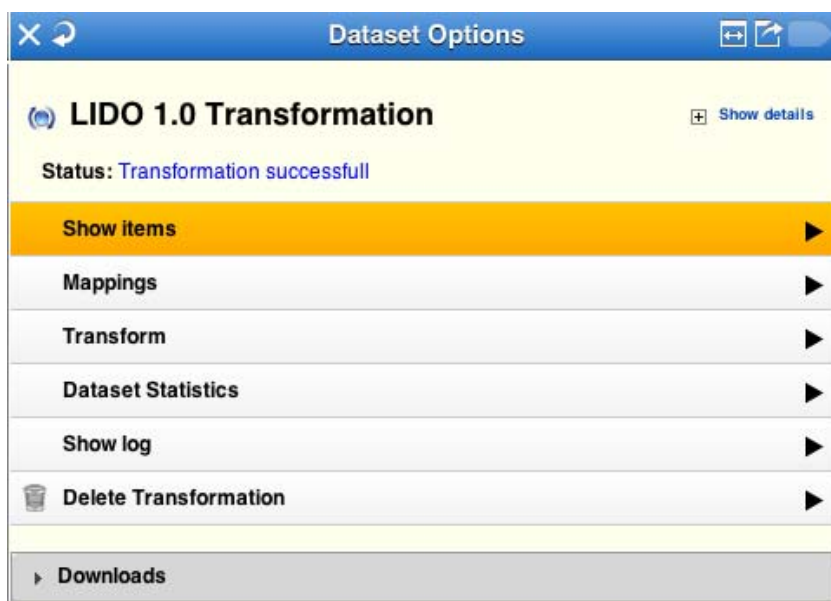 Dataset Options
LIDO 1.0 Transformation
Show details
Status: Transformation successfull
Show items
Mappings
Transform
Dataset Statistics
Show log
Delete Transformation
Downloads